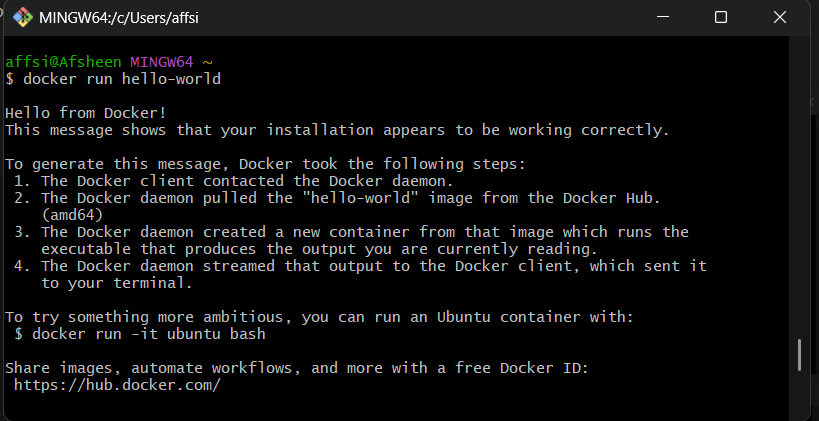 MINGW64:/c/Users/affsi
affsi@Afsheen MINGW64 ~
$ docker run hello-world
Hello from Docker!
This message shows that your installation appears to be working correctly.
To generate this message, Docker took the following steps:
1. The Docker client contacted the Docker daemon.
2. The Docker daemon pulled the "hello-world" image from the Docker Hub.
(amd64)
3. The Docker daemon created a new container from that image which runs the
executable that produces the output you are currently reading.
4. The Docker daemon streamed that output to the Docker client, which sent it
to your terminal.
To try something more ambitious, you can run an Ubuntu container with:
$ docker run -it ubuntu bash
Share images, automate workflows, and more with a free Docker ID:
https://hub.docker.com/